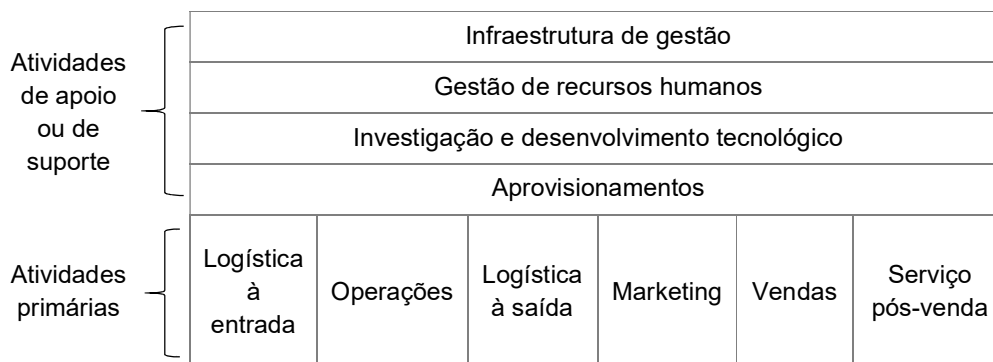 Atividades
de apoio
ou de
suporte
Infraestrutura de gestão
Gestão de recursos humanos
Investigação e desenvolvimento tecnológico
Aprovisionamentos
Atividades
primárias
Logística
à
entrada
Operações
Logística
à saída
Marketing
Vendas
Serviço
pós-venda